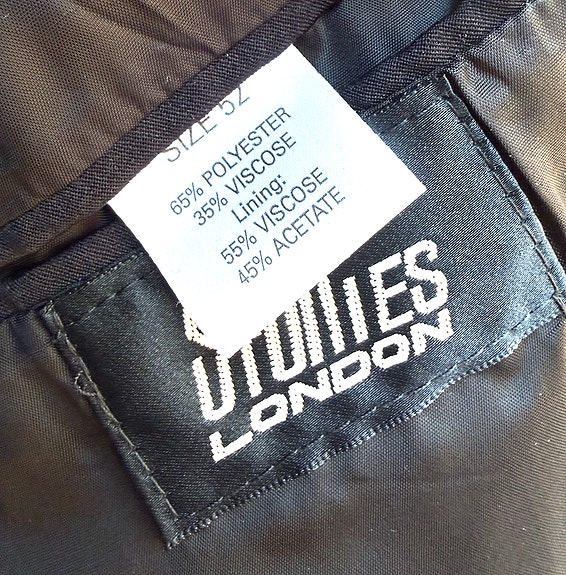 SIZE 52
65% POLYESTER
35% VISCOSE
Lining:
55% VISCOSE
45% ACETATE
LONDON